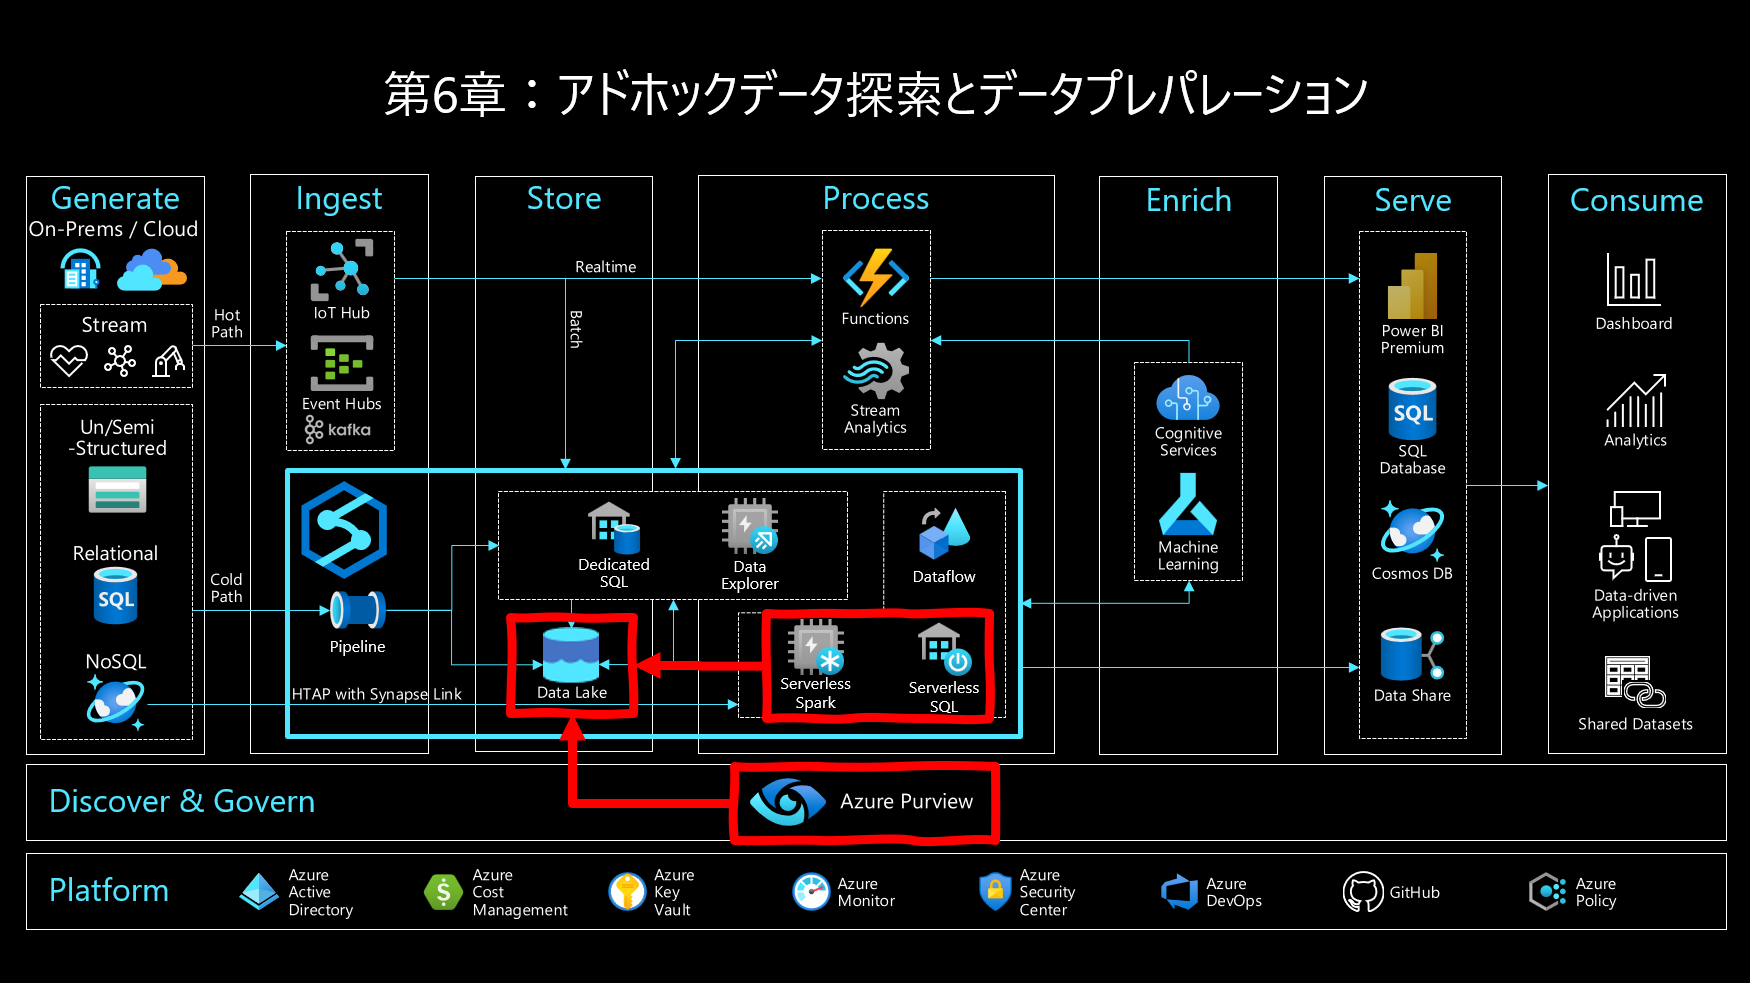 第6章：アドホックデータ探索とデータプレパレーション
Generate
On-Prems / Cloud
Stream
Un/Semi
-Structured
Relational
SQL
NoSQL
Hot
Path
Cold
Path
Ingest
IoT Hub
Event Hubs
kafka
Pipeline
HTAP with Synapse Link
Store
Realtime
Batch
Dedicated
SQL
Data Lake
Process
Functions
Stream
Analytics
Data
Explorer
Dataflow
Serverless
Spark
Serverless
SQL
Enrich
Cognitive
Services
Machine
Learning
Serve
Power BI
Premium
SQL
SQL
Database
Cosmos DB
Data Share
Consume
Dashboard
Analytics
Data-driven
Applications
Shared Datasets
Discover & Govern
Azure Purview
Platform
Azure
Active
Directory
Azure
Cost
Management
Azure
Key
Vault
Azure
Monitor
Azure
Security
Center
Azure
DevOps
GitHub
Azure
Policy